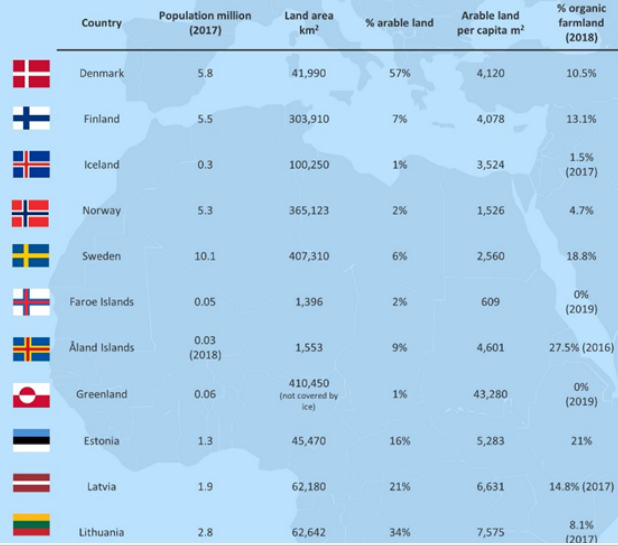 Country Population million (2017) Land area km² % arable land Arable land per capita m² % organic farmland (2018)
Denmark 5.8 41,990 57% 4,120 10.5%
Finland 5.5 303,910 7% 4,078 13.1%
Iceland 0.3 100,250 1% 3,524 1.5% (2017)
Norway 5.3 365,123 2% 1,526 4.7%
Sweden 10.1 407,310 6% 2,560 18.8%
Faroe Islands 0.05 1,396 2% 609 0% (2019)
Åland Islands 0.03 (2018) 1,553 9% 4,601 27.5% (2016)
Greenland 0.06 410,450 (not covered by ice) 1% 43,280 0% (2019)
Estonia 1.3 45,470 16% 5,283 21%
Latvia 1.9 62,180 21% 6,631 14.8% (2017)
Lithuania 2.8 62,642 34% 7,575 8.1% (2017)